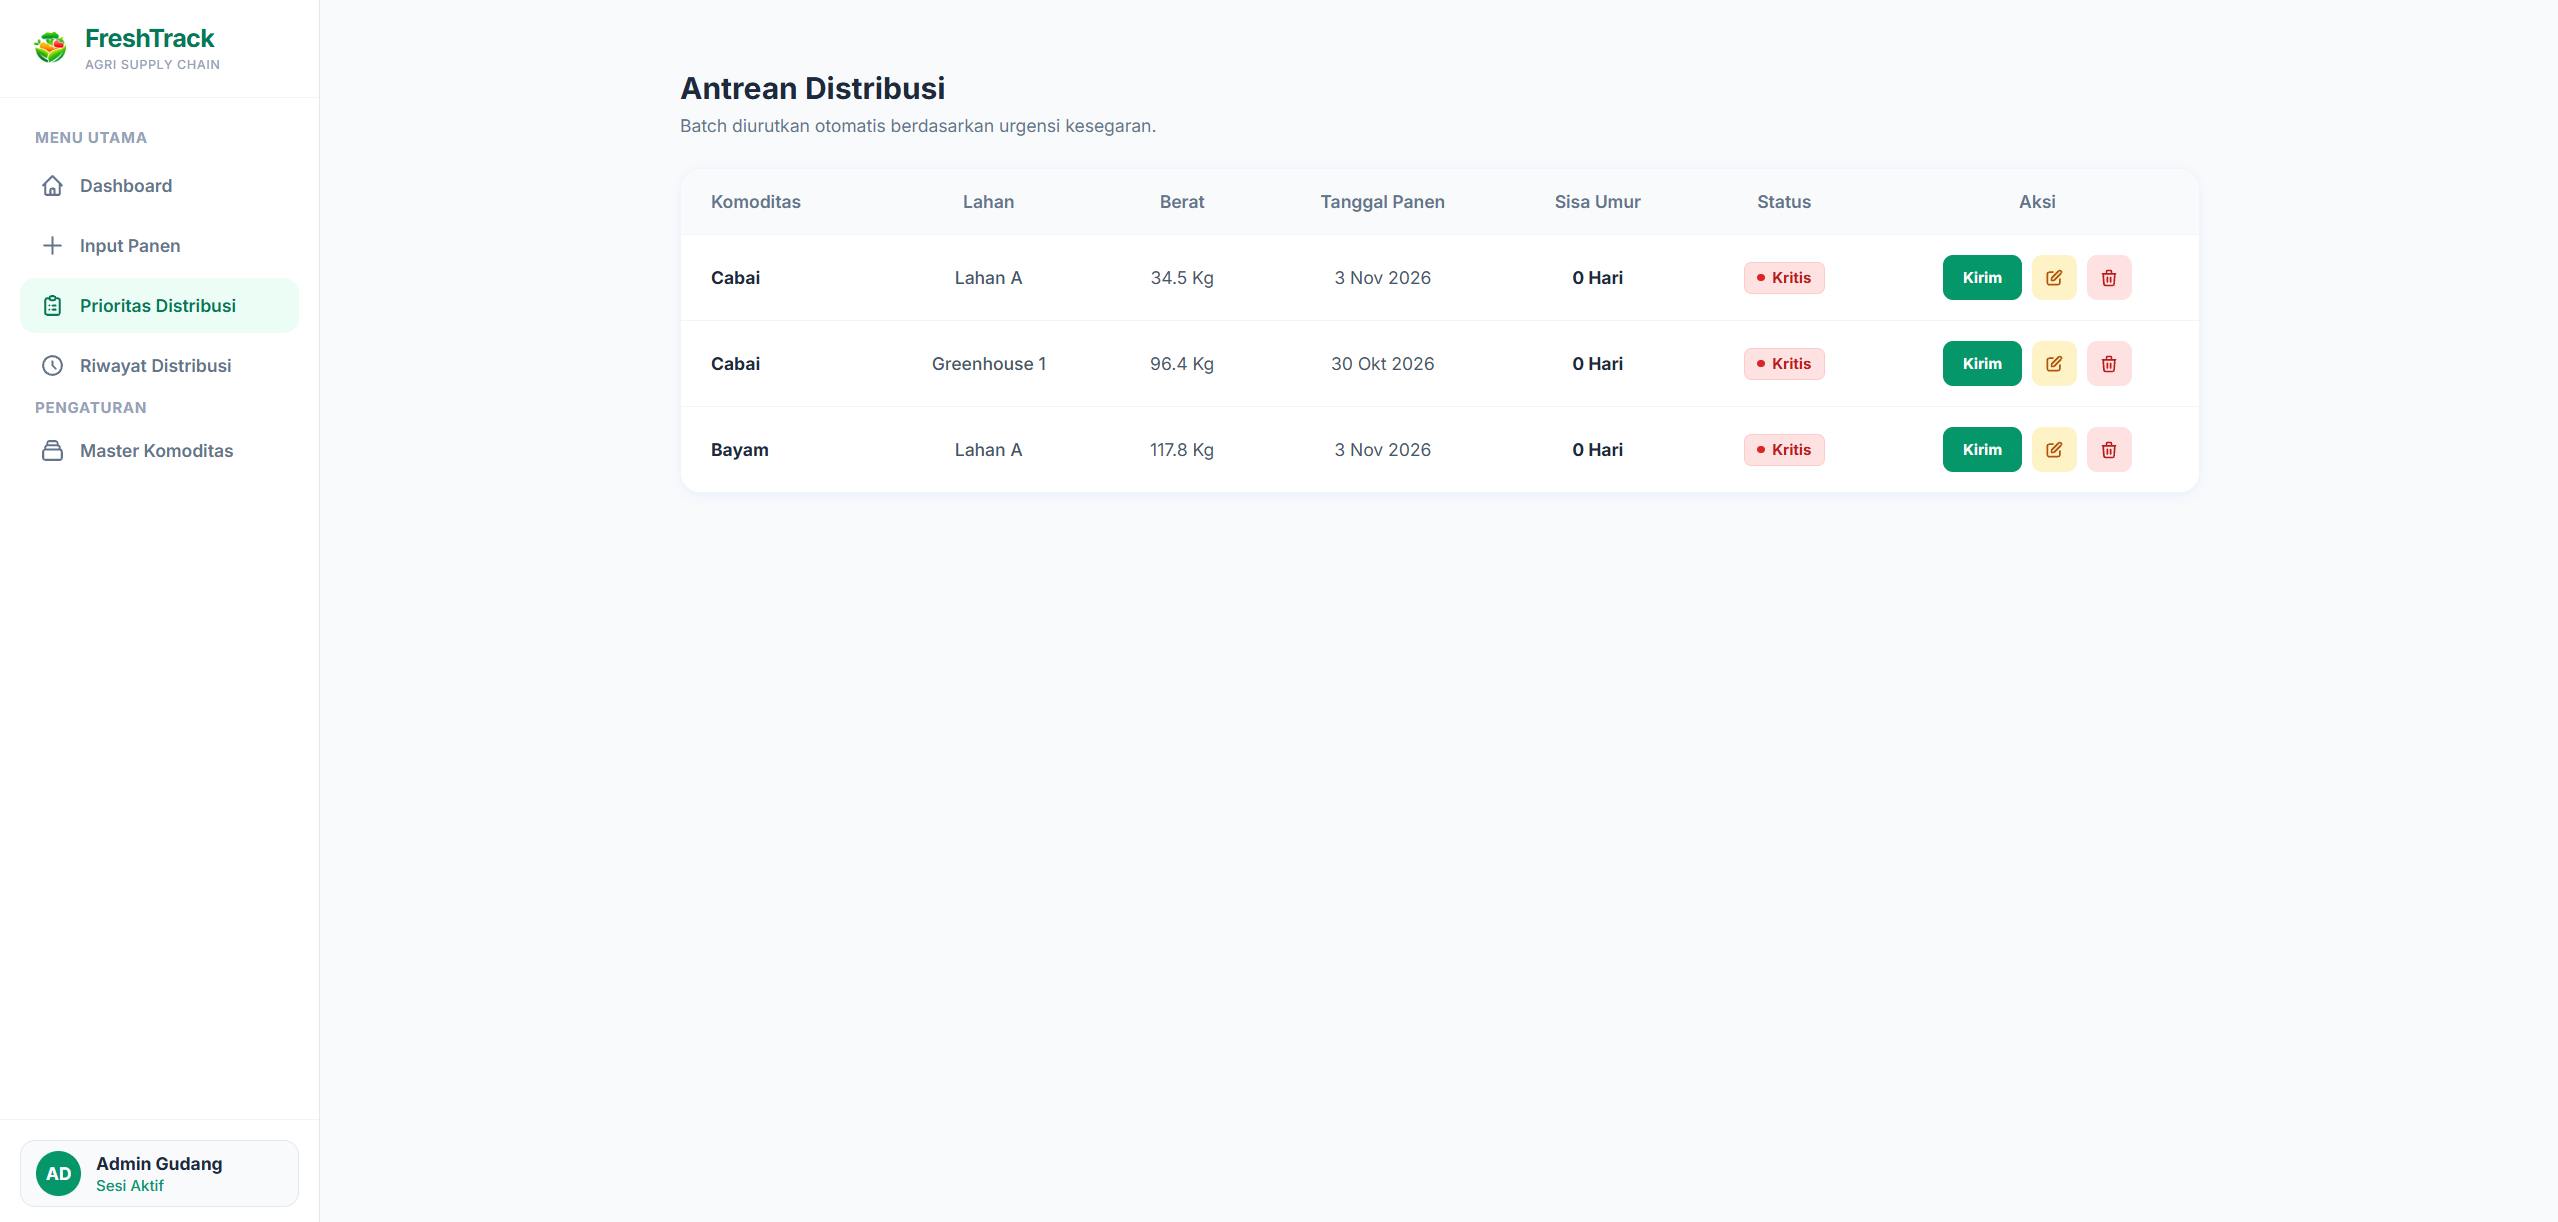 FreshTrack
AGRI SUPPLY CHAIN
MENU UTAMA
Dashboard
Input Panen
Prioritas Distribusi
Riwayat Distribusi
PENGATURAN
Master Komoditas
AD
Admin Gudang
Sesi Aktif
Antrean Distribusi
Batch diurutkan otomatis berdasarkan urgensi kesegaran.
Komoditas Lahan Berat Tanggal Panen Sisa Umur Status Aksi
Cabai Lahan A 34.5 Kg 3 Nov 2026 0 Hari Kritis Kirim
Cabai Greenhouse 1 96.4 Kg 30 Okt 2026 0 Hari Kritis Kirim
Bayam Lahan A 117.8 Kg 3 Nov 2026 0 Hari Kritis Kirim